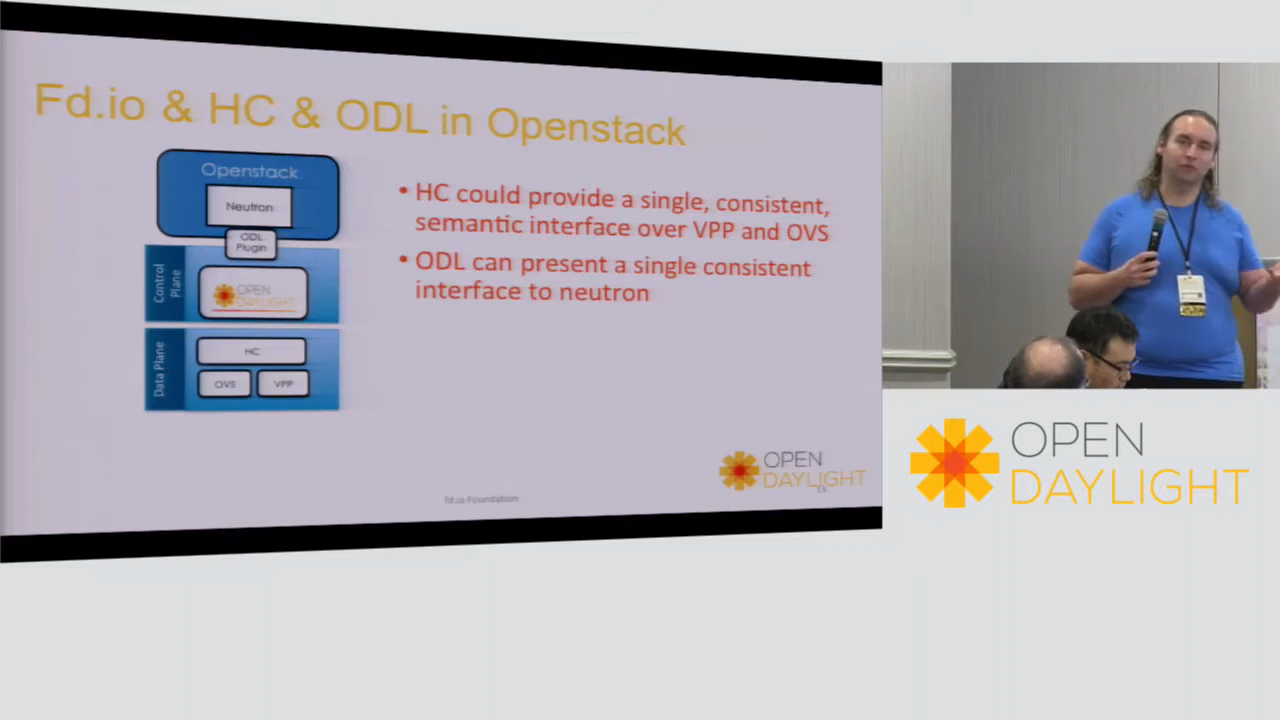 Fd.io & HC & ODL in Openstack
Openstack
Neutron
ODL
Plugin
Control
Plane
OPEN
DAYLIGHT
Data Plane
HC
OVS
VPP
• HC could provide a single, consistent,
semantic interface over VPP and OVS
• ODL can present a single consistent
interface to neutron
fd.io Foundation
OPEN
DAYLIGHT
OPEN
DAYLIGHT